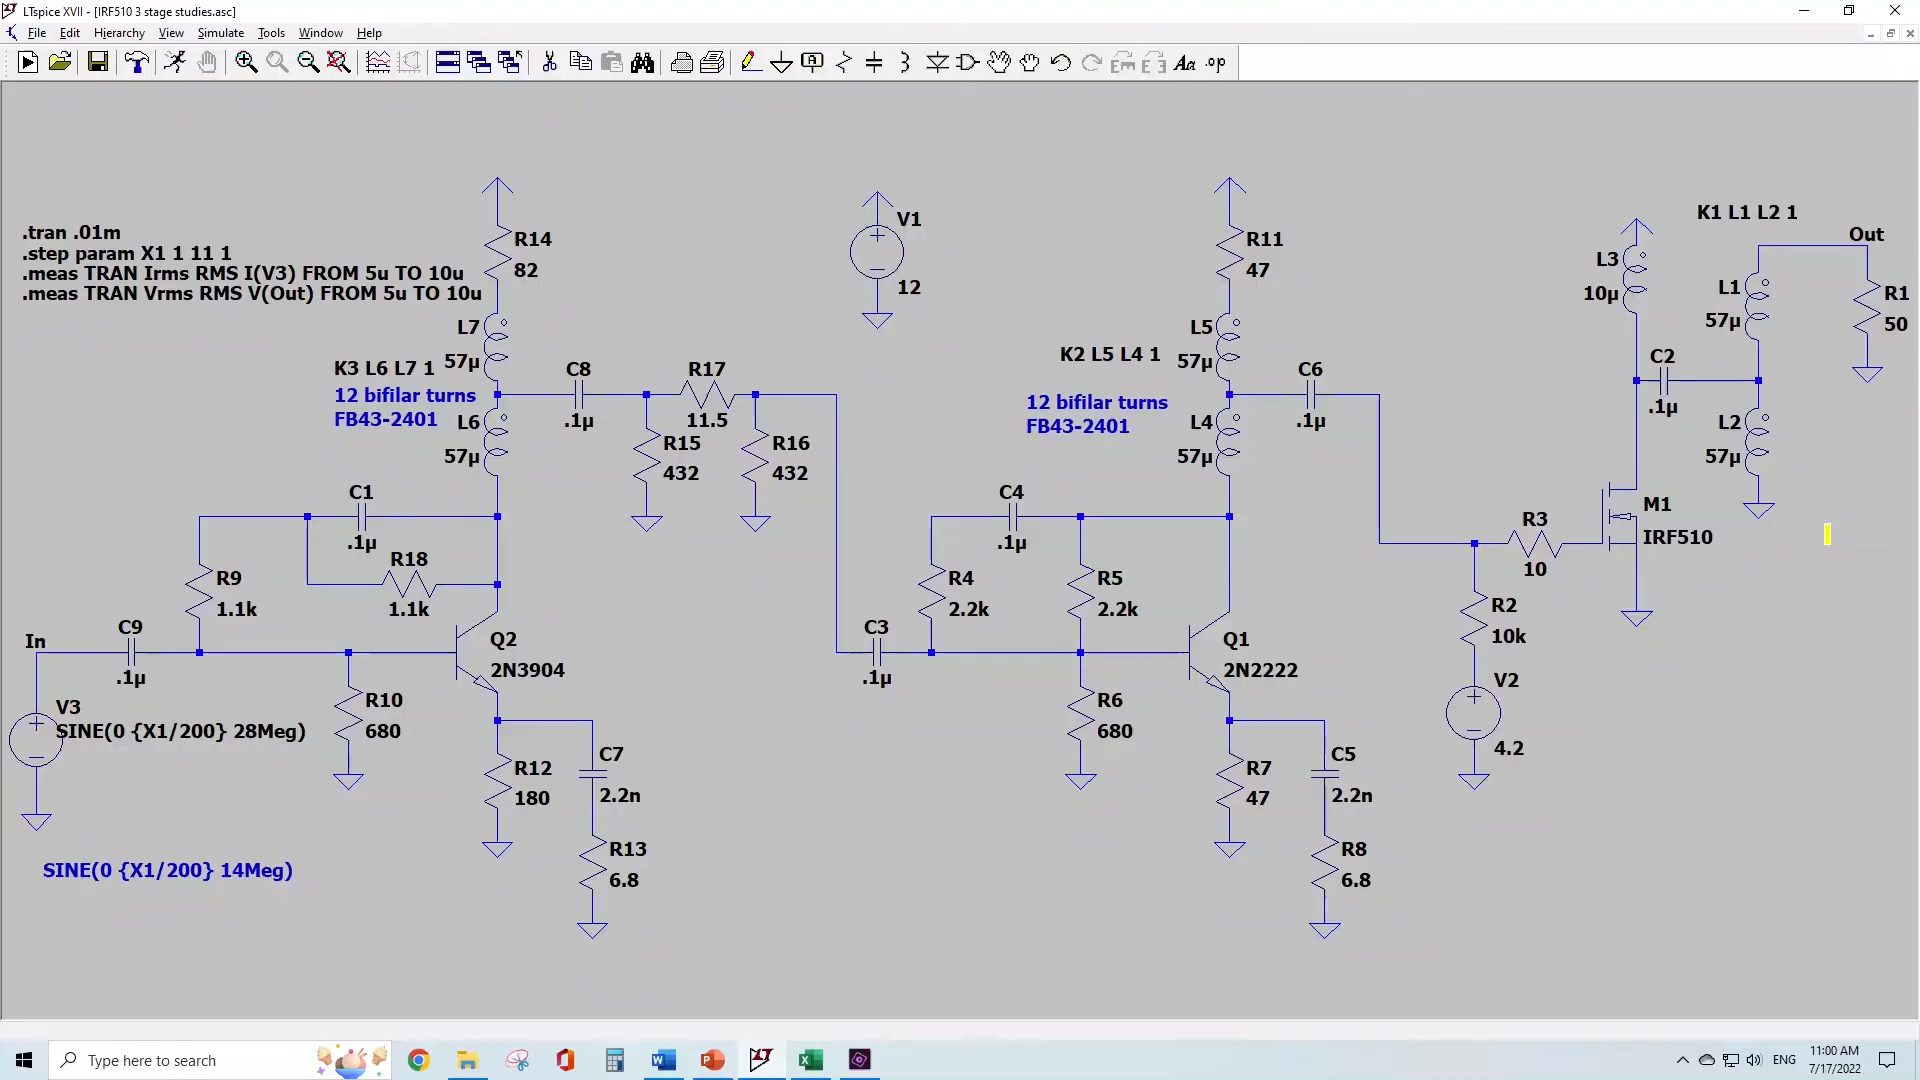 LTspice XVII - [IRF510 3 stage studies.asc]
File Edit Hierarchy View Simulate Tools Window Help
.tran .01m
.step param X1 1 11 1
.meas TRAN Irms RMS I(V3) FROM 5u TO 10u
.meas TRAN Vrms RMS V(Out) FROM 5u TO 10u
R14
82
L7
57µ
K3 L6 L7 1
12 bifilar turns
FB43-2401
L6
57µ
C8
.1µ
R17
11.5
R15
432
R16
432
V1
12
R11
47
L5
57µ
K2 L5 L4 1
12 bifilar turns
FB43-2401
L4
57µ
C6
.1µ
K1 L1 L2 1
Out
L3
10µ
L1
57µ
R1
50
C2
.1µ
L2
57µ
C1
.1µ
R18
1.1k
R9
1.1k
In
C9
.1µ
Q2
2N3904
V3
SINE(0 {X1/200} 28Meg)
R10
680
R12
180
C7
2.2n
R13
6.8
SINE(0 {X1/200} 14Meg)
C4
.1µ
R4
2.2k
R5
2.2k
C3
.1µ
Q1
2N2222
R6
680
R7
47
C5
2.2n
R8
6.8
R3
10
M1
IRF510
R2
10k
V2
4.2
Type here to search
ENG
11:00 AM
7/17/2022